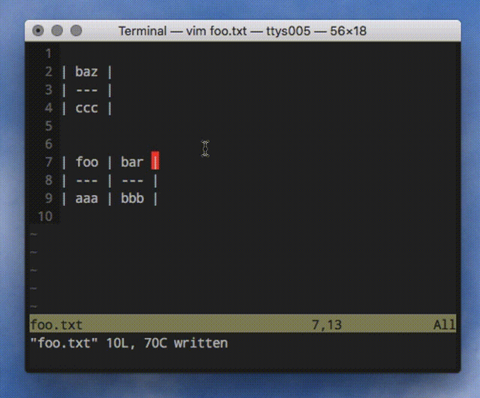 Terminal — vim foo.txt — ttys005 — 56×18
1
2 | baz |
3 | --- |
4 | ccc |
5
6
7 | foo | bar |
8 | --- | --- |
9 | aaa | bbb |
10
~
~
~
~
~
foo.txt 7,13 All
"foo.txt" 10L, 70C written